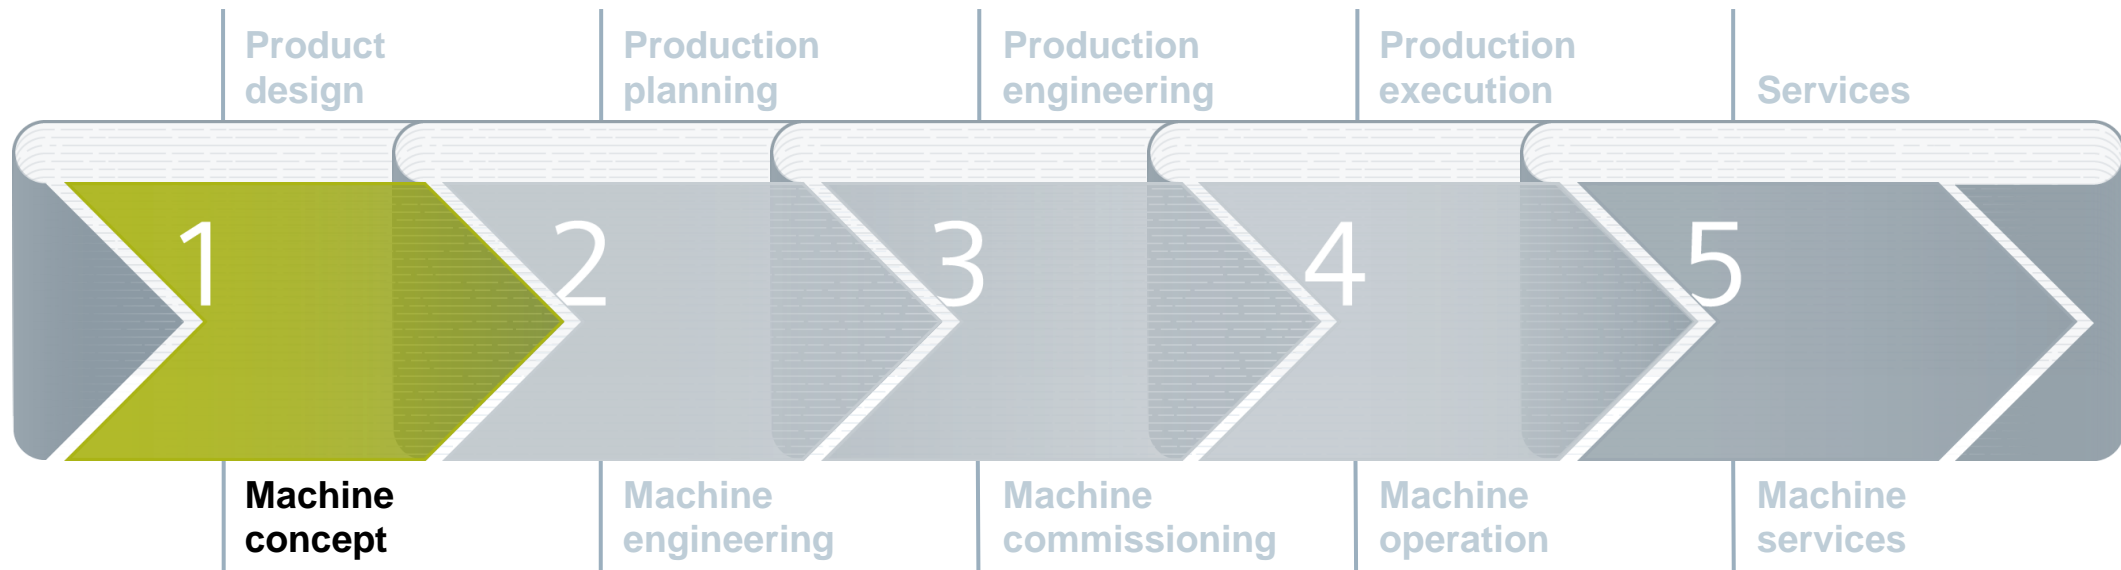 Product
design
Production
planning
Production
engineering
Production
execution
Services
1
2
3
4
5
Machine
concept
Machine
engineering
Machine
commissioning
Machine
operation
Machine
services